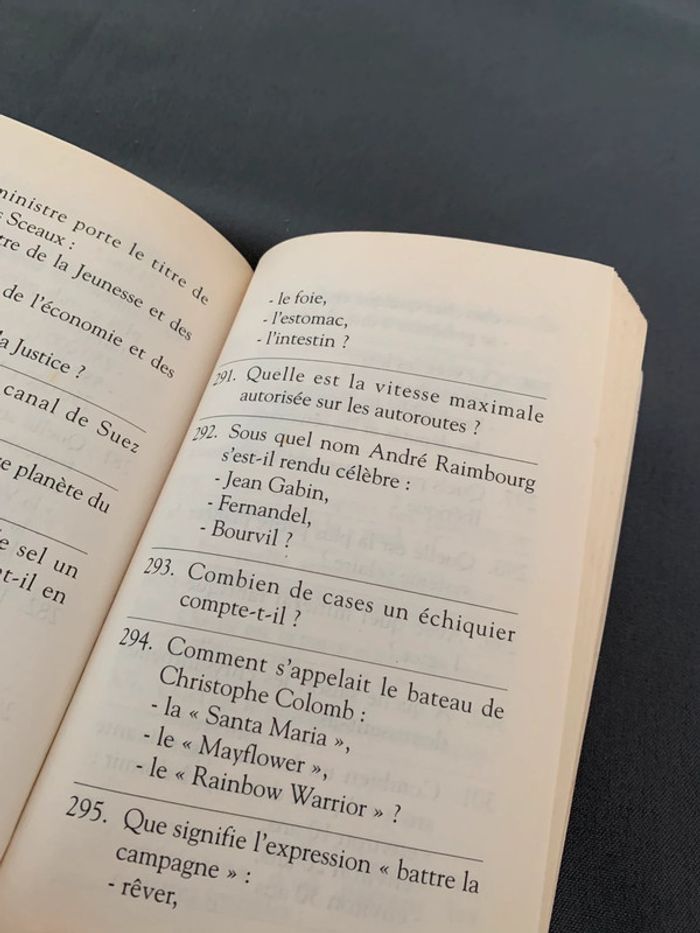 ministre porte le titre de
Sceaux :
de la Jeunesse et des
de l'économie et des
la Justice ?
canal de Suez
planète du
sel un
en
- le foie,
- l'estomac,
- l'intestin ?
291. Quelle est la vitesse maximale
autorisée sur les autoroutes ?
292. Sous quel nom André Raimbourg
s'est-il rendu célèbre :
- Jean Gabin,
- Fernandel,
- Bourvil ?
293. Combien de cases un échiquier
compte-t-il ?
294. Comment s'appelait le bateau de
Christophe Colomb :
- la « Santa Maria »,
- le « Mayflower »,
- le « Rainbow Warrior » ?
295. Que signifie l'expression « battre la
campagne » :
- rêver,